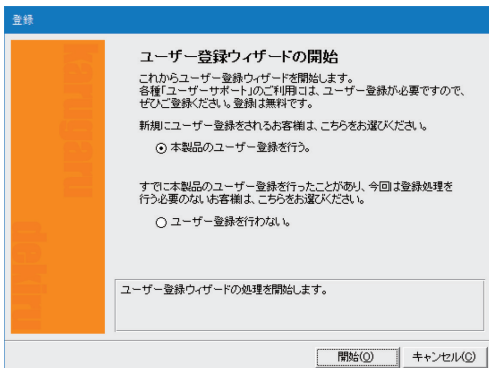 登録
karugaru
dekiru
ユーザー登録ウィザードの開始
これからユーザー登録ウィザードを開始します。
各種「ユーザーサポート」のご利用には、ユーザー登録が必要ですので、
ぜひご登録ください。登録は無料です。
新規にユーザー登録をされるお客様は、こちらをお選びください。
本製品のユーザー登録を行う。
すでに本製品のユーザー登録を行ったことがあり、今回は登録処理を
行う必要のないお客様は、こちらをお選びください。
ユーザー登録を行わない。
ユーザー登録ウィザードの処理を開始します。
開始(O)
キャンセル(C)